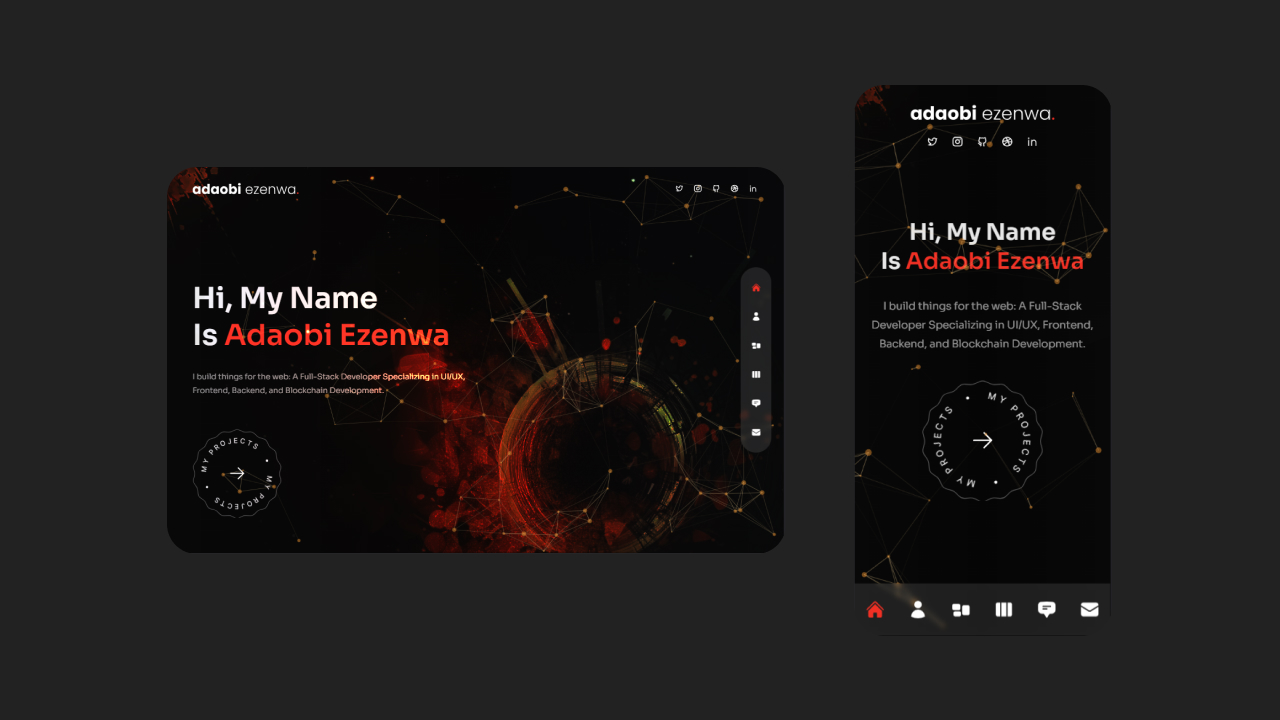 adaobi ezenwa.
in
Hi, My Name
Is Adaobi Ezenwa
I build things for the web: A Full-Stack Developer Specializing in UI/UX,
Frontend, Backend, and Blockchain Development.
MY PROJECTS • MY PROJECTS •
adaobi ezenwa.
in
Hi, My Name
Is Adaobi Ezenwa
I build things for the web: A Full-Stack
Developer Specializing in UI/UX, Frontend,
Backend, and Blockchain Development.
MY PROJECTS • MY PROJECTS •